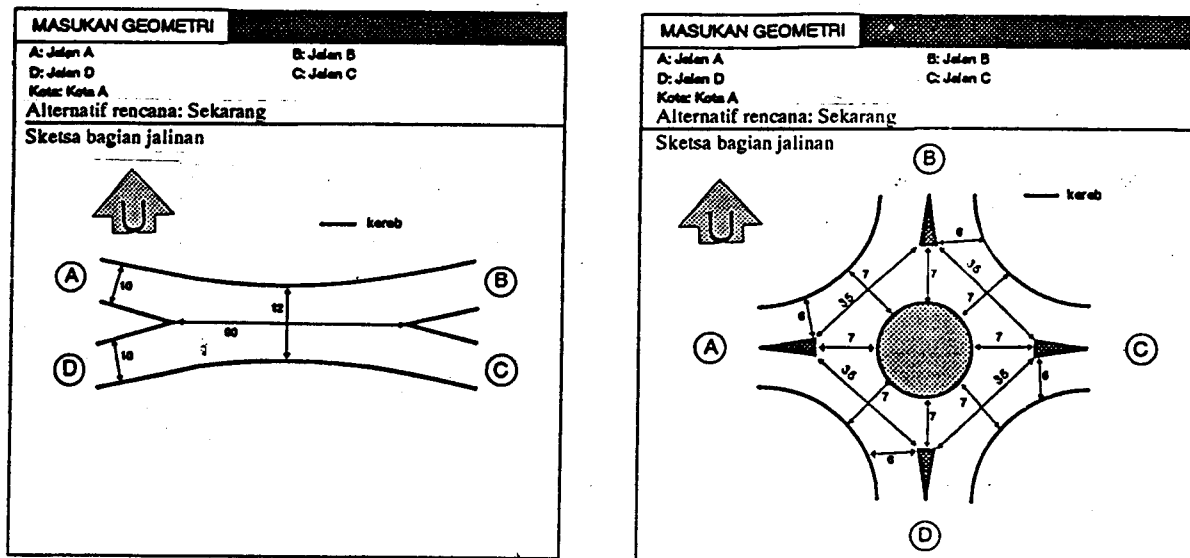 MASUKAN GEOMETRI
A: Jalan A B: Jalan B
D: Jalan D C: Jalan C
Kota: Kota A
Alternatif rencana: Sekarang
Sketsa bagian jalinan
U
kereb
A
10
B
12
60
D
10
C
MASUKAN GEOMETRI
A: Jalan A B: Jalan B
D: Jalan D C: Jalan C
Kota: Kota A
Alternatif rencana: Sekarang
Sketsa bagian jalinan
B
U
kereb
6
7
7
35
35
7
6
A
7
7
C
35
35
6
7
7
7
6
D